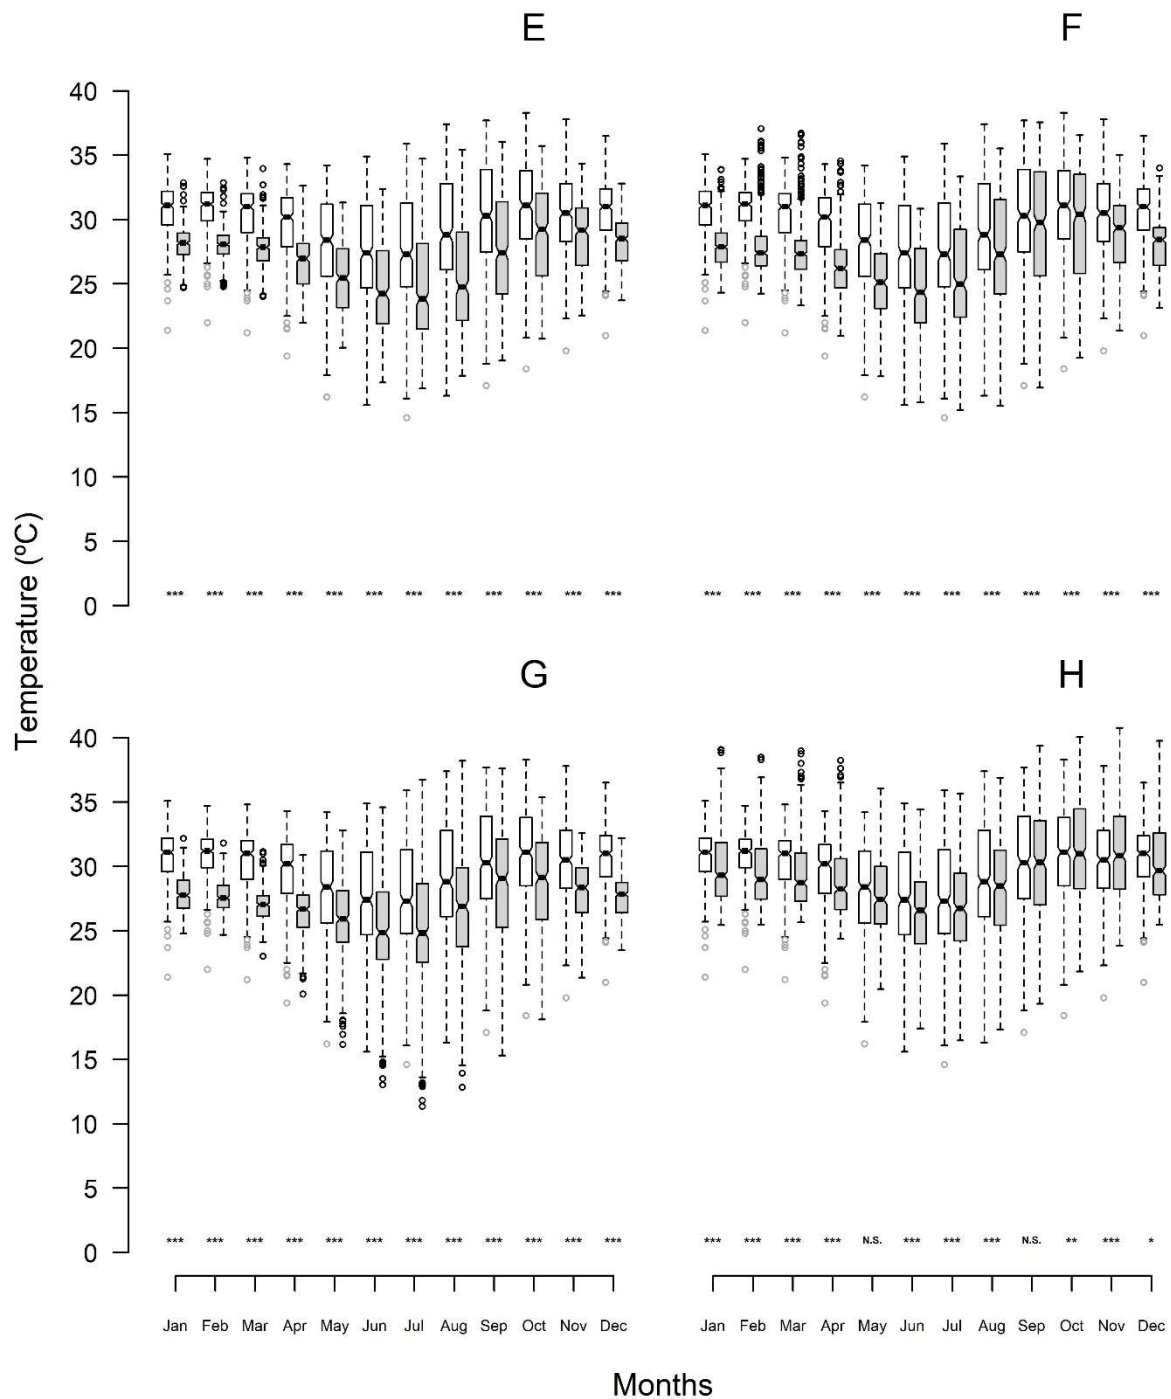 E F
40
35
30
25
20
15
10
5
0
*** *** *** *** *** *** *** *** *** *** *** ***
*** *** *** *** *** *** *** *** *** *** *** ***
Temperature (ºC)
G H
40
35
30
25
20
15
10
5
0
*** *** *** *** *** *** *** *** *** *** *** ***
*** *** *** *** N.S. *** *** *** N.S. ** *** *
Jan Feb Mar Apr May Jun Jul Aug Sep Oct Nov Dec
Jan Feb Mar Apr May Jun Jul Aug Sep Oct Nov Dec
Months